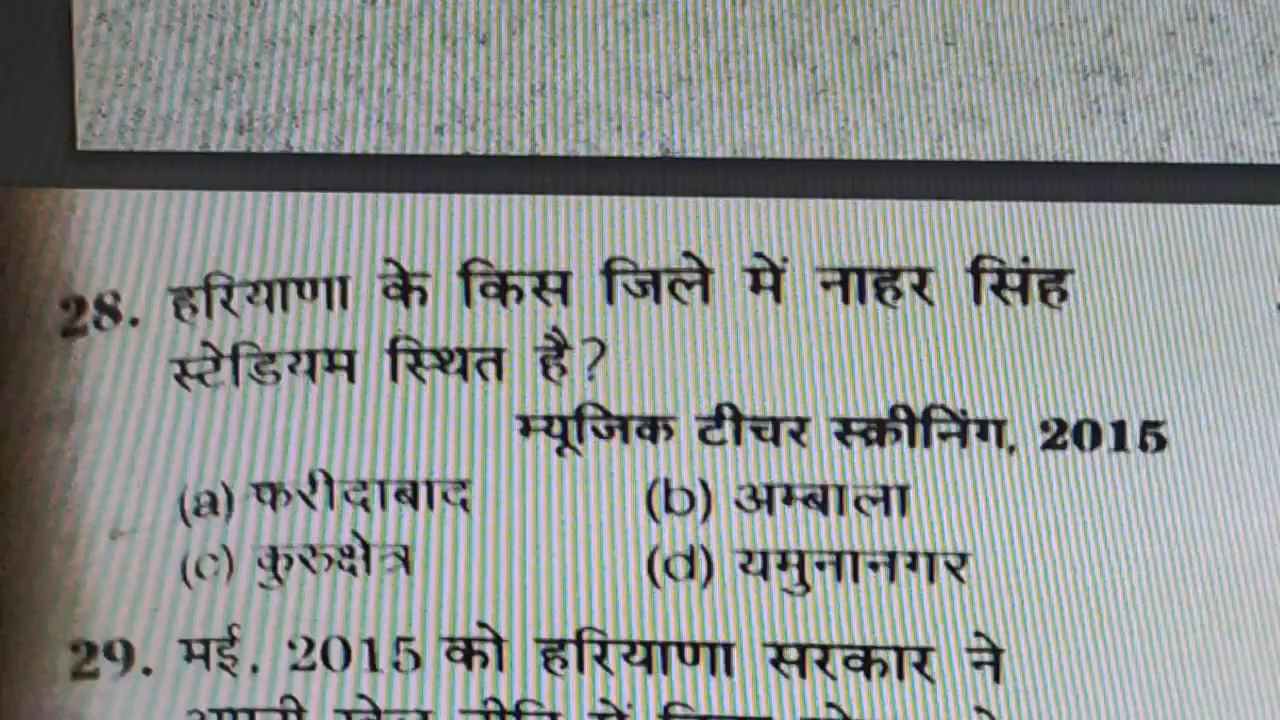 28. हरियाणा के किस जिले में नाहर सिंह
स्टेडियम स्थित है?
म्यूजिक टीचर स्क्रीनिंग, 2015
(a) फरीदाबाद (b) अम्बाला
(c) कुरुक्षेत्र (d) यमुनानगर
29. मई, 2015 को हरियाणा सरकार ने